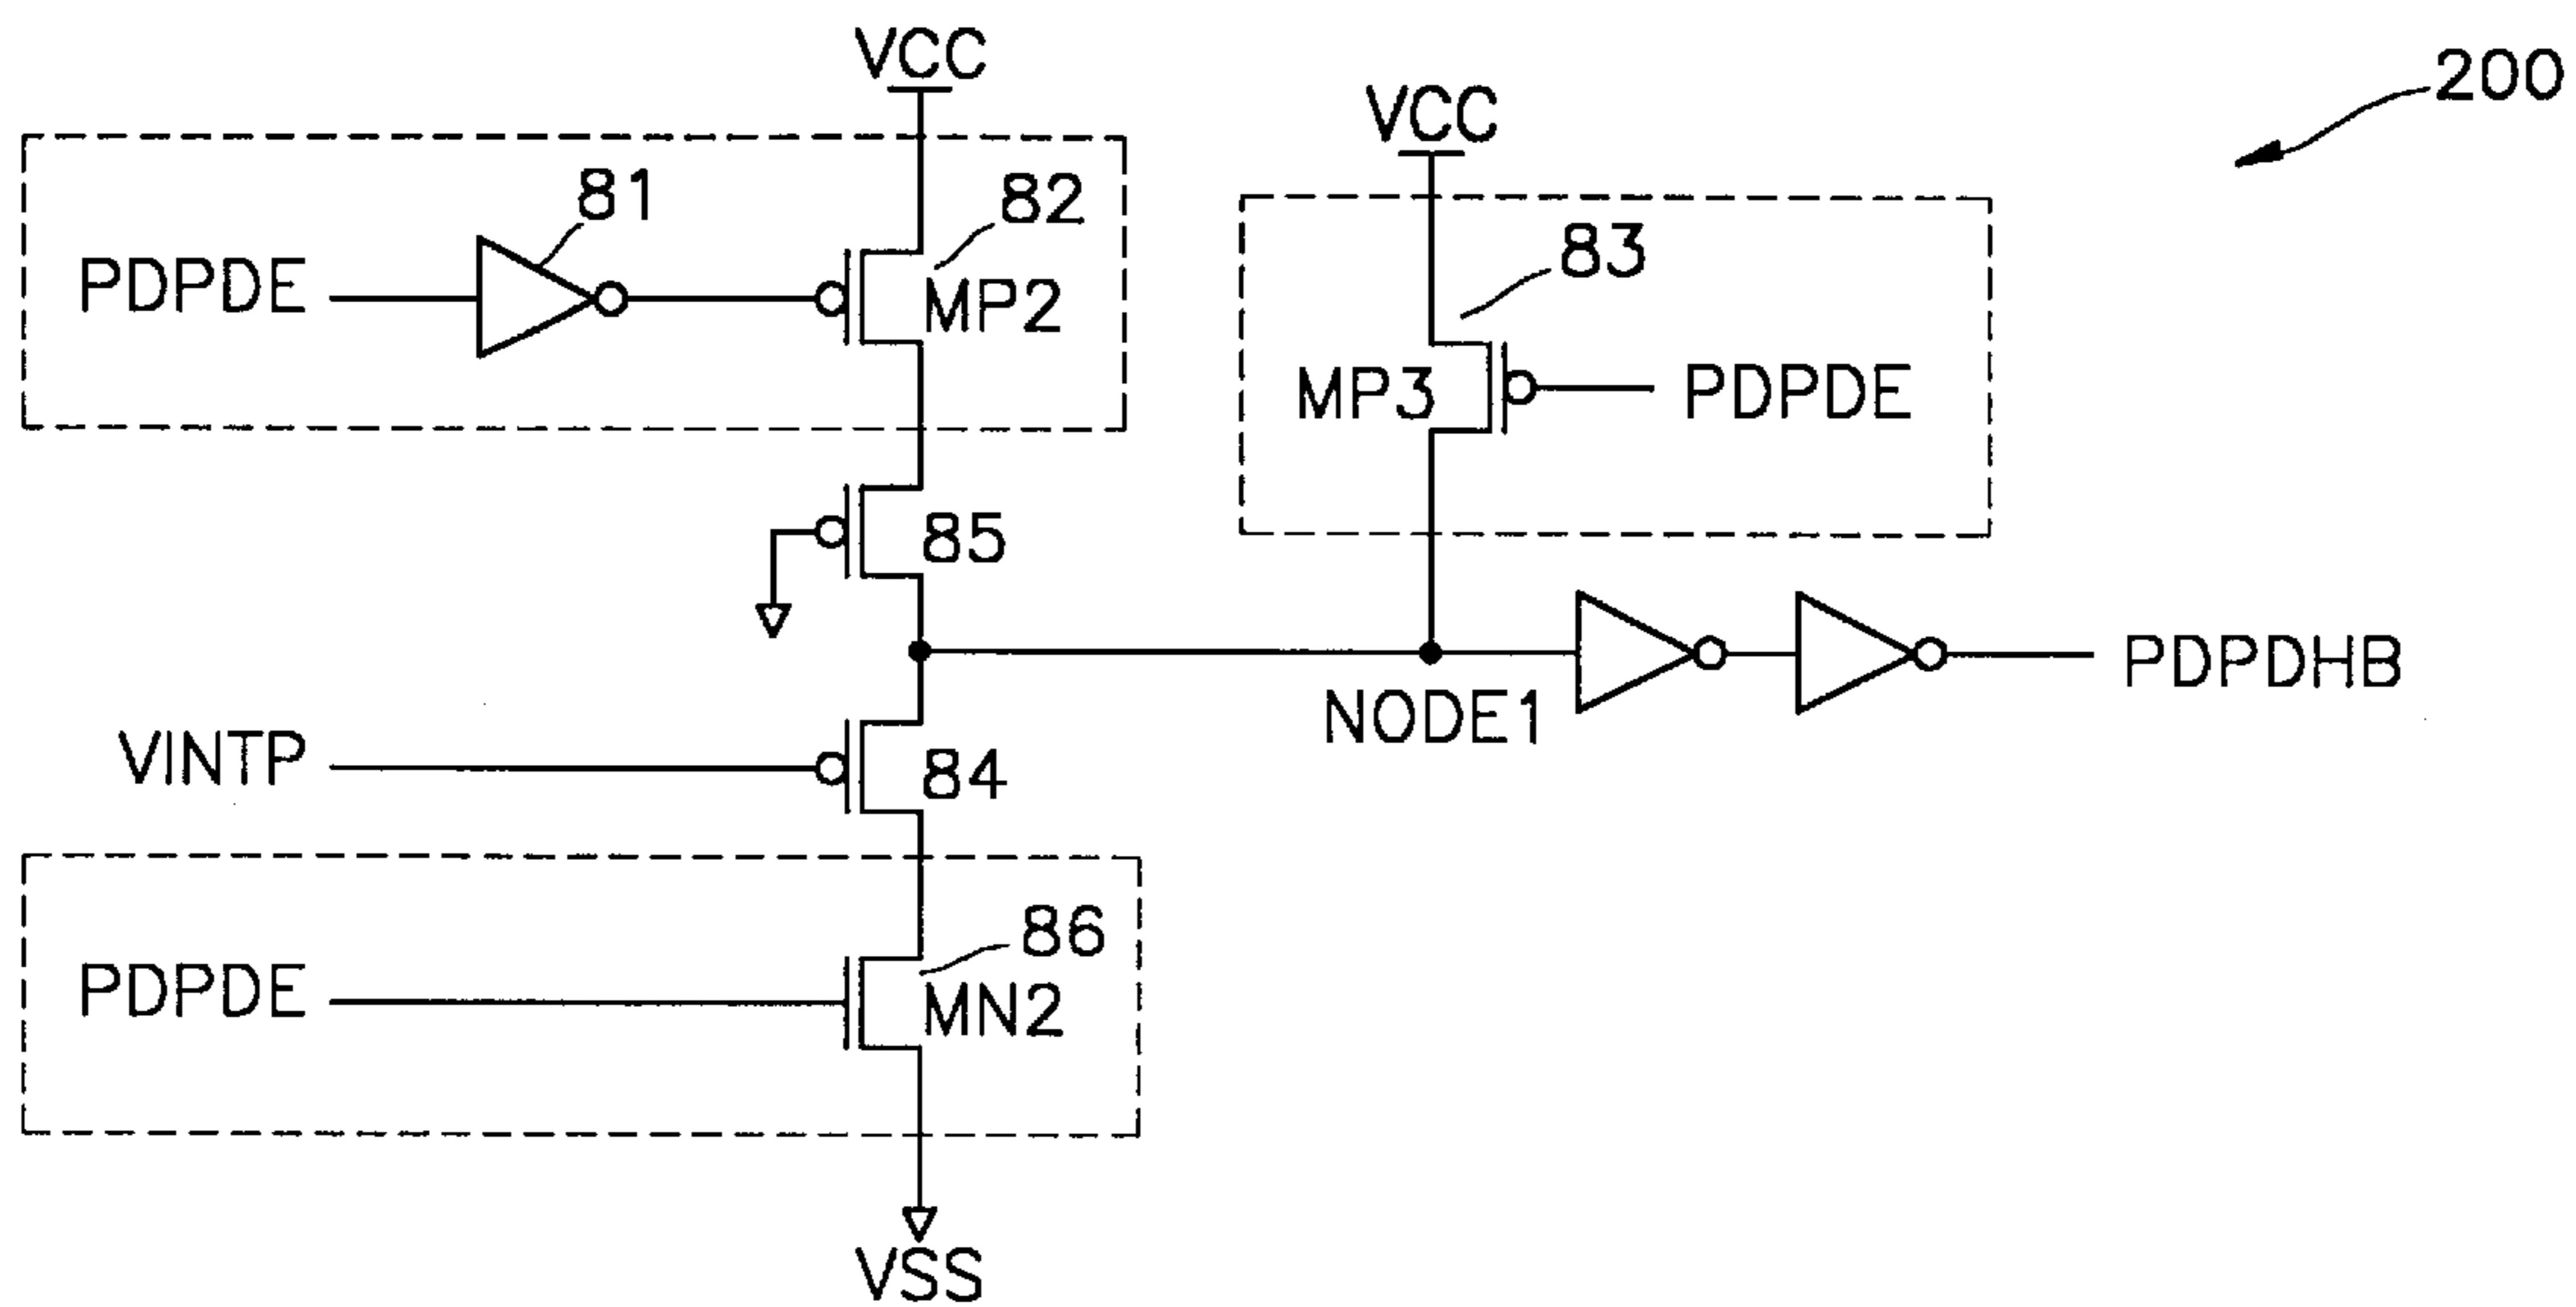 VCC
200
VCC
81
82
83
PDPDE
MP2
MP3
PDPDE
85
PDPDHB
NODE1
VINTP
84
86
PDPDE
MN2
VSS